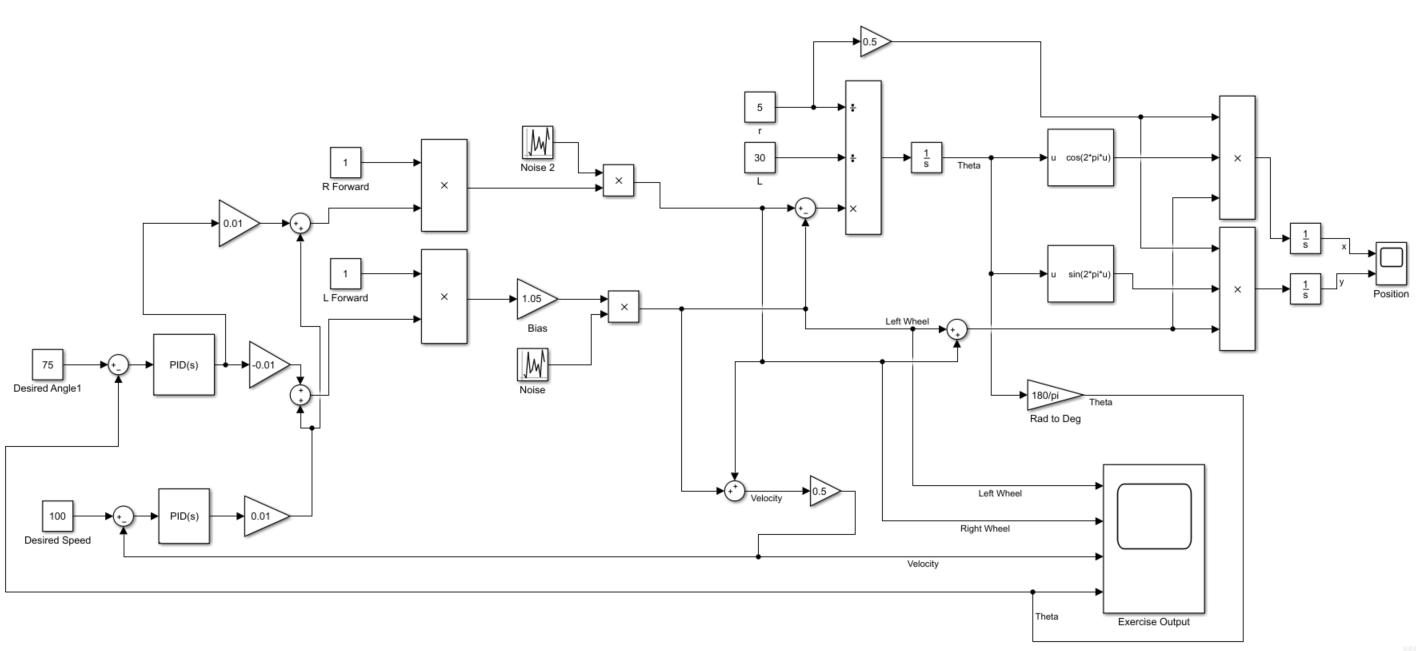 0.5
5
r
÷
30
L
÷
×
1
s
Theta
u cos(2*pi*u)
×
1
R Forward
×
Noise 2
×
0.01
+
+
+
−
1
L Forward
×
1.05
Bias
×
Noise
u sin(2*pi*u)
×
1
s
x
1
s
y
Position
Left Wheel
+
+
75
Desired Angle1
+
−
PID(s)
-0.01
+
+
180/pi
Rad to Deg
Theta
100
Desired Speed
+
−
PID(s)
0.01
+
+
Velocity
0.5
Left Wheel
Right Wheel
Velocity
Theta
Exercise Output